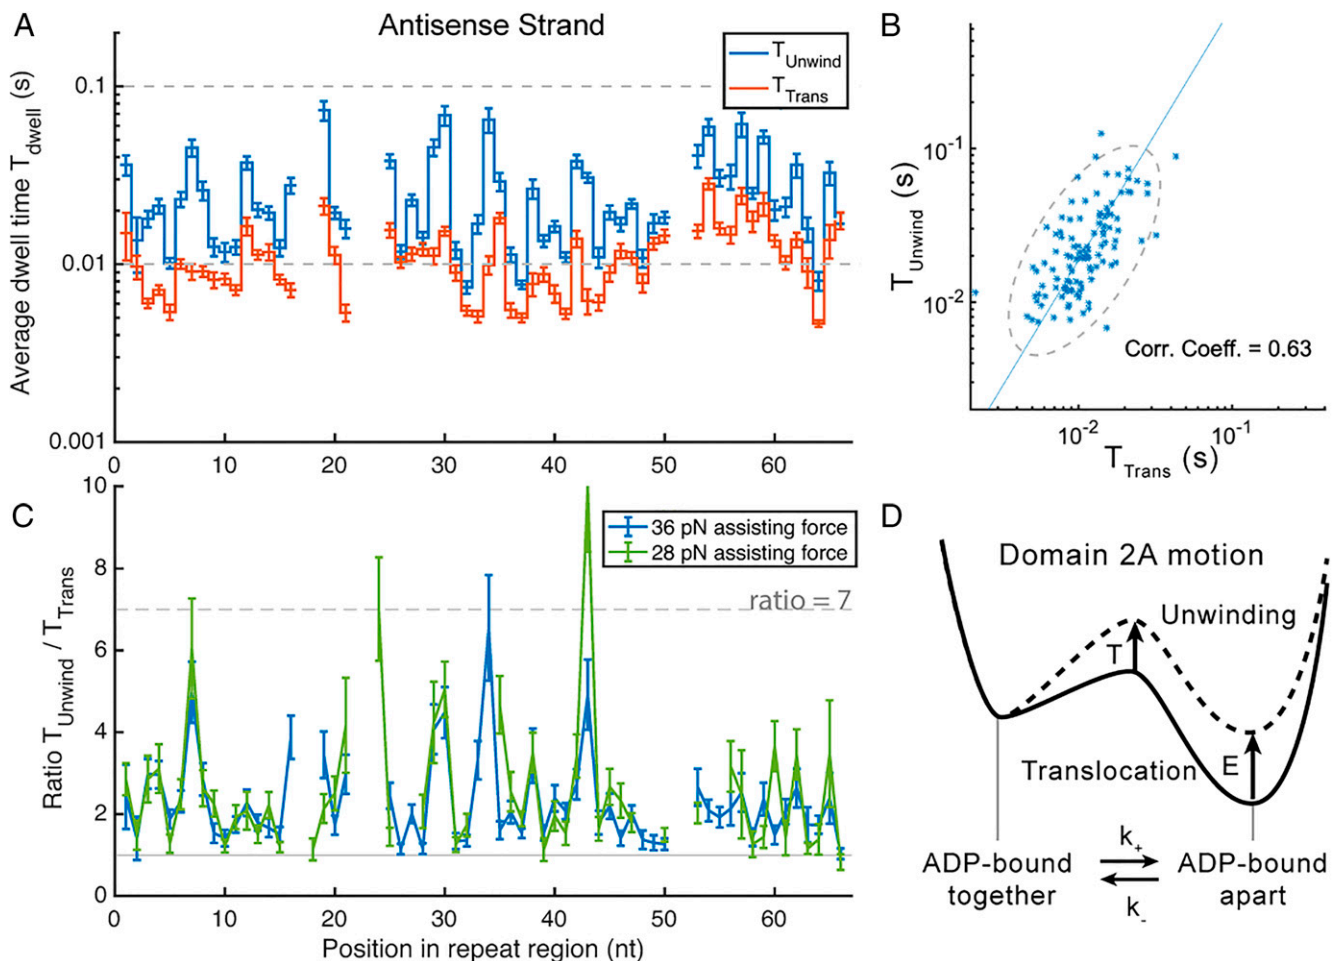 A
Antisense Strand
Average dwell time T_dwell (s)
T_Unwind
T_Trans
0.1
0.01
0.001
0 10 20 30 40 50 60
B
T_Unwind (s)
10^-1
10^-2
Corr. Coeff. = 0.63
10^-2 10^-1
T_Trans (s)
C
Ratio T_Unwind / T_Trans
36 pN assisting force
28 pN assisting force
ratio = 7
10
8
6
4
2
0
0 10 20 30 40 50 60
Position in repeat region (nt)
D
Domain 2A motion
Unwinding
T
Translocation
E
ADP-bound together
k_+
k_-
ADP-bound apart